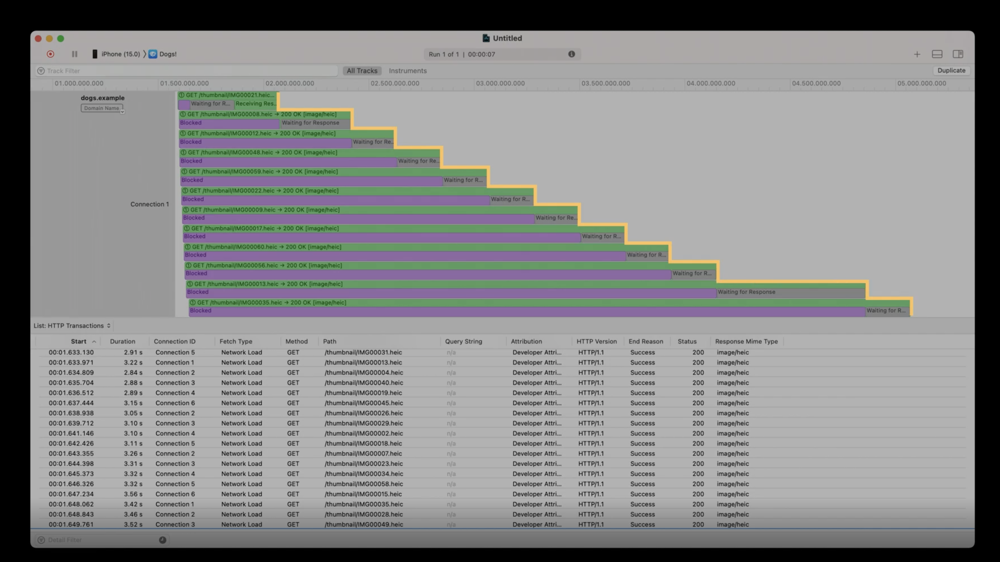 Untitled
iPhone (15.0) 〉 Dogs!
Run 1 of 1 | 00:00:07
Track Filter
All Tracks Instruments
Duplicate
01:00.000.000 01:500.000.000 02:000.000.000 02:500.000.000 03:000.000.000 03:500.000.000 04:000.000.000 04:500.000.000 05:000.000.000
dogs.example
Domain Name
Connection 1
GET /thumbnail/IMG00021.heic...
Waiting for R... Receiving Res...
GET /thumbnail/IMG00008.heic → 200 OK [image/heic]
Blocked Waiting for Response
GET /thumbnail/IMG00012.heic → 200 OK [image/heic]
Blocked Waiting for Re...
GET /thumbnail/IMG00048.heic → 200 OK [image/heic]
Blocked Waiting for Re...
GET /thumbnail/IMG00059.heic → 200 OK [image/heic]
Blocked Waiting for R...
GET /thumbnail/IMG00022.heic → 200 OK [image/heic]
Blocked Waiting for R...
GET /thumbnail/IMG00009.heic → 200 OK [image/heic]
Blocked Waiting for Re...
GET /thumbnail/IMG00017.heic → 200 OK [image/heic]
Blocked Waiting for R...
GET /thumbnail/IMG00060.heic → 200 OK [image/heic]
Blocked Waiting for R...
GET /thumbnail/IMG00056.heic → 200 OK [image/heic]
Blocked Waiting for R...
GET /thumbnail/IMG00013.heic → 200 OK [image/heic]
Blocked Waiting for Response
GET /thumbnail/IMG00035.heic → 200 OK [image/heic]
Blocked Waiting for R...
List: HTTP Transactions
Start Duration Connection ID Fetch Type Method Path Query String Attribution HTTP Version End Reason Status Response Mime Type
00:01.633.130 2.91 s Connection 5 Network Load GET /thumbnail/IMG00031.heic n/a Developer Attri... HTTP/1.1 Success 200 image/heic
00:01.633.971 3.22 s Connection 1 Network Load GET /thumbnail/IMG00013.heic n/a Developer Attri... HTTP/1.1 Success 200 image/heic
00:01.634.809 2.84 s Connection 2 Network Load GET /thumbnail/IMG00004.heic n/a Developer Attri... HTTP/1.1 Success 200 image/heic
00:01.635.704 2.88 s Connection 3 Network Load GET /thumbnail/IMG00040.heic n/a Developer Attri... HTTP/1.1 Success 200 image/heic
00:01.636.512 2.89 s Connection 4 Network Load GET /thumbnail/IMG00019.heic n/a Developer Attri... HTTP/1.1 Success 200 image/heic
00:01.637.444 3.15 s Connection 6 Network Load GET /thumbnail/IMG00045.heic n/a Developer Attri... HTTP/1.1 Success 200 image/heic
00:01.638.938 3.05 s Connection 2 Network Load GET /thumbnail/IMG00026.heic n/a Developer Attri... HTTP/1.1 Success 200 image/heic
00:01.639.712 3.10 s Connection 3 Network Load GET /thumbnail/IMG00029.heic n/a Developer Attri... HTTP/1.1 Success 200 image/heic
00:01.641.146 3.10 s Connection 4 Network Load GET /thumbnail/IMG00002.heic n/a Developer Attri... HTTP/1.1 Success 200 image/heic
00:01.642.426 3.11 s Connection 5 Network Load GET /thumbnail/IMG00018.heic n/a Developer Attri... HTTP/1.1 Success 200 image/heic
00:01.643.355 3.26 s Connection 2 Network Load GET /thumbnail/IMG00007.heic n/a Developer Attri... HTTP/1.1 Success 200 image/heic
00:01.644.398 3.31 s Connection 3 Network Load GET /thumbnail/IMG00023.heic n/a Developer Attri... HTTP/1.1 Success 200 image/heic
00:01.645.373 3.32 s Connection 4 Network Load GET /thumbnail/IMG00034.heic n/a Developer Attri... HTTP/1.1 Success 200 image/heic
00:01.646.326 3.32 s Connection 5 Network Load GET /thumbnail/IMG00058.heic n/a Developer Attri... HTTP/1.1 Success 200 image/heic
00:01.647.234 3.56 s Connection 6 Network Load GET /thumbnail/IMG00015.heic n/a Developer Attri... HTTP/1.1 Success 200 image/heic
00:01.648.062 3.42 s Connection 1 Network Load GET /thumbnail/IMG00035.heic n/a Developer Attri... HTTP/1.1 Success 200 image/heic
00:01.648.843 3.46 s Connection 2 Network Load GET /thumbnail/IMG00028.heic n/a Developer Attri... HTTP/1.1 Success 200 image/heic
00:01.649.761 3.52 s Connection 3 Network Load GET /thumbnail/IMG00049.heic n/a Developer Attri... HTTP/1.1 Success 200 image/heic
Detail Filter